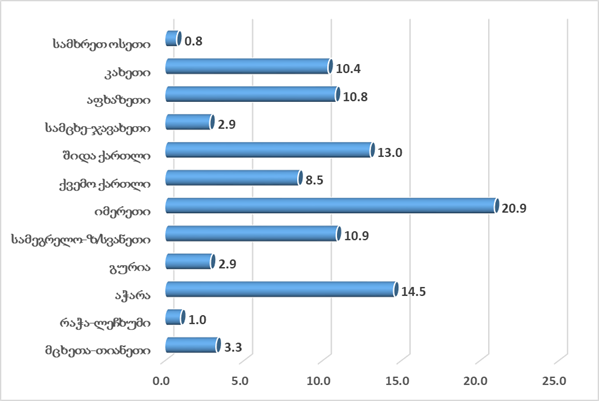 სამხრეთ ოსეთი 0.8
კახეთი 10.4
აფხაზეთი 10.8
სამცხე-ჯავახეთი 2.9
შიდა ქართლი 13.0
ქვემო ქართლი 8.5
იმერეთი 20.9
სამეგრელო-ზ/სვანეთი 10.9
გურია 2.9
აჭარა 14.5
რაჭა-ლეჩხუმი 1.0
მცხეთა-თიანეთი 3.3
0.0 5.0 10.0 15.0 20.0 25.0